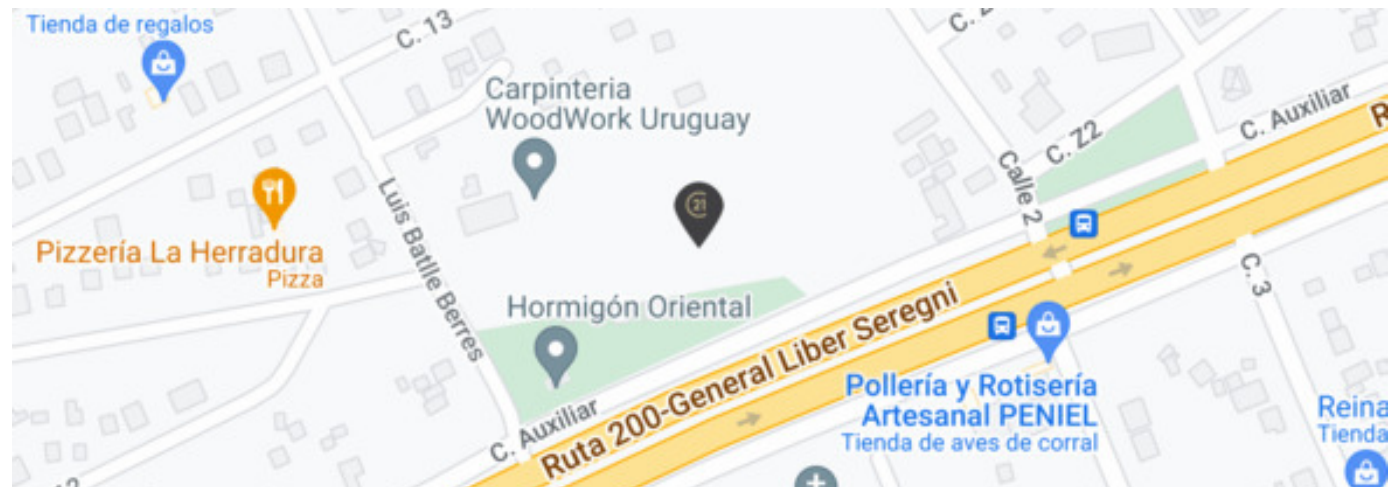 Tienda de regalos
C. 13
Carpinteria
WoodWork Uruguay
C. Auxiliar
C. Z2
Calle 2
21
Luis Batlle Berres
Pizzería La Herradura
Pizza
C. 3
Hormigón Oriental
Ruta 200-General Liber Seregni
Pollería y Rotisería
Artesanal PENIEL
Tienda de aves de corral
Reina
Tienda
C. Auxiliar